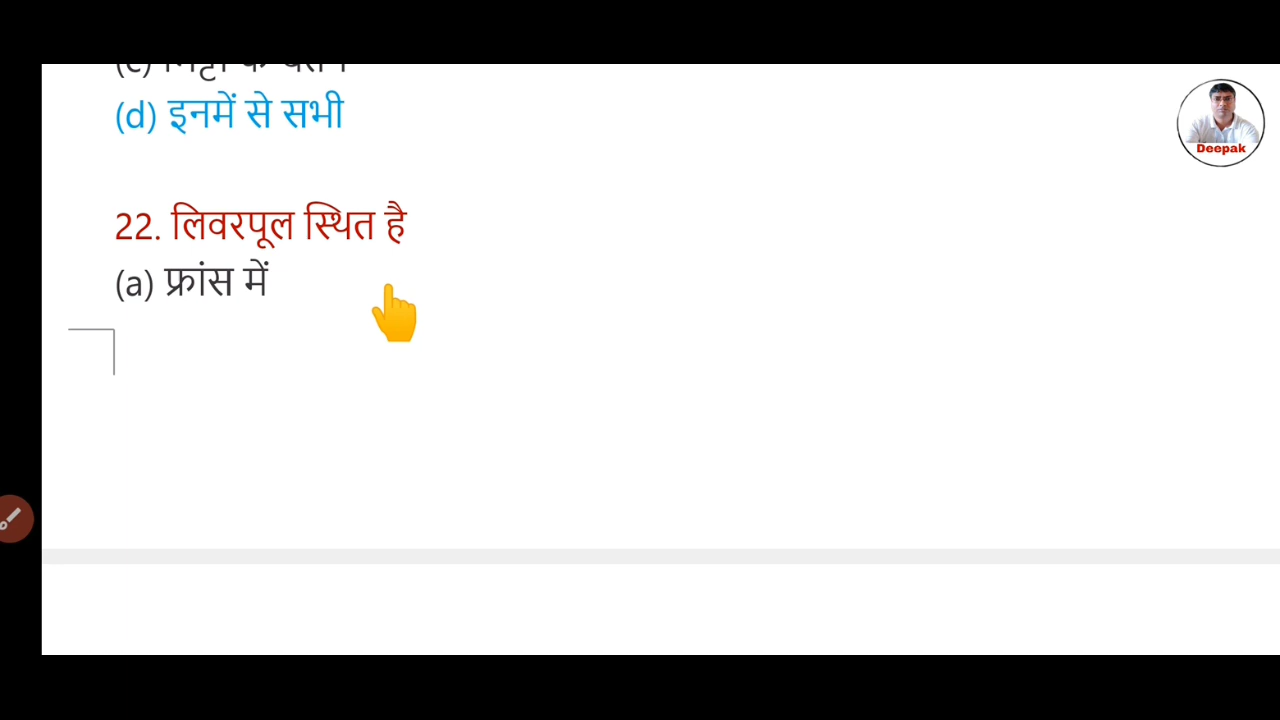 (d) इनमें से सभी
22. लिवरपूल स्थित है
(a) फ्रांस में
Deepak